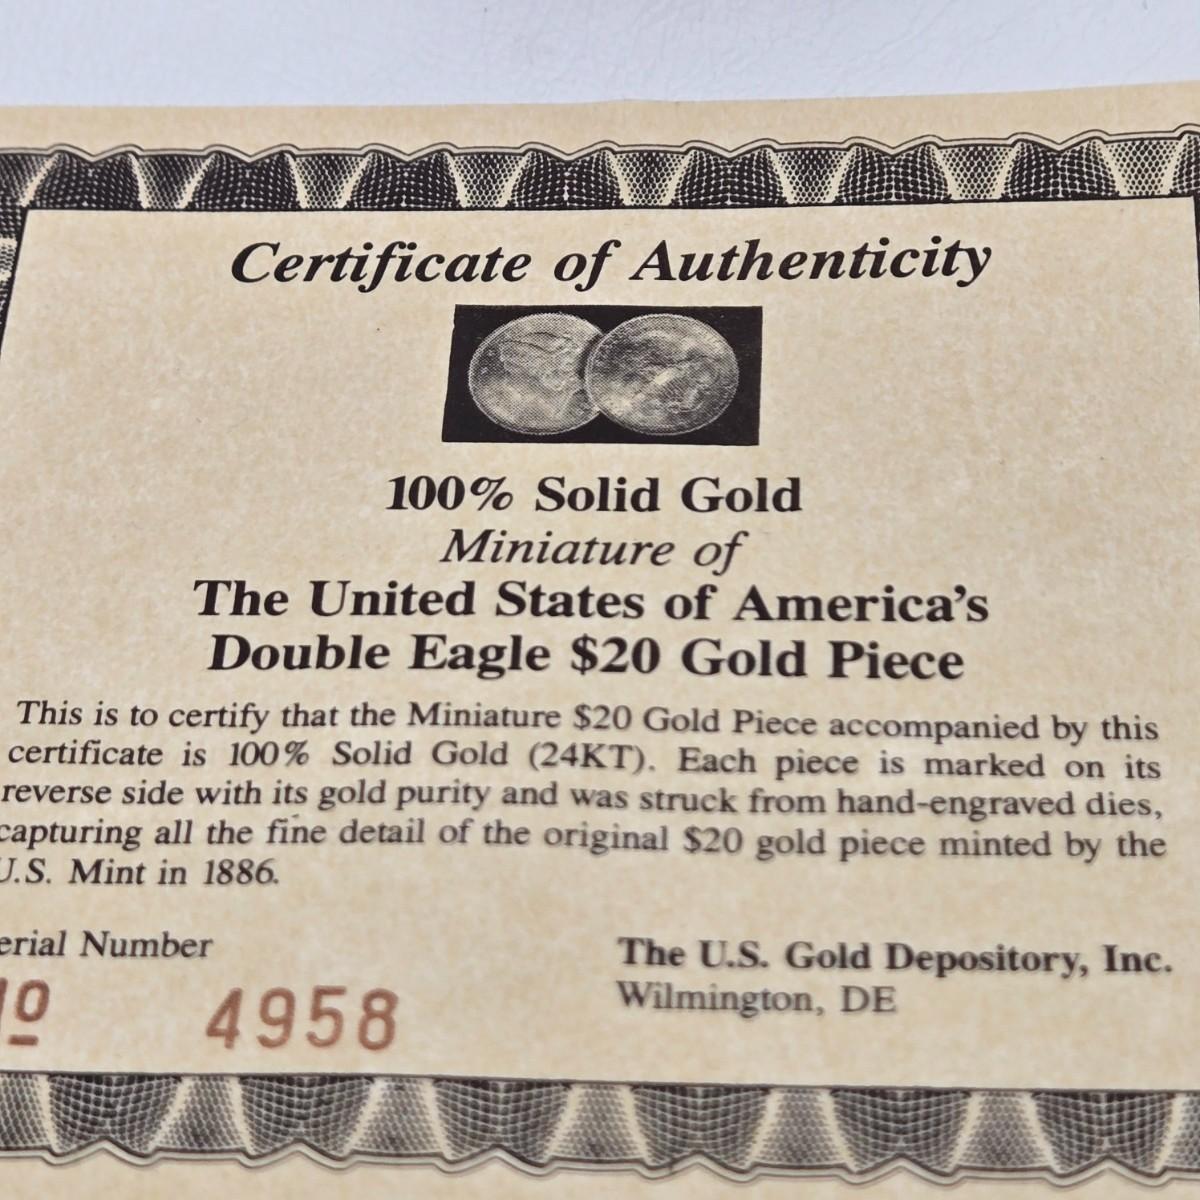 Certificate of Authenticity
100% Solid Gold
Miniature of
The United States of America's
Double Eagle $20 Gold Piece
This is to certify that the Miniature $20 Gold Piece accompanied by this
certificate is 100% Solid Gold (24KT). Each piece is marked on its
reverse side with its gold purity and was struck from hand-engraved dies,
capturing all the fine detail of the original $20 gold piece minted by the
U.S. Mint in 1886.
erial Number
No 4958
The U.S. Gold Depository, Inc.
Wilmington, DE